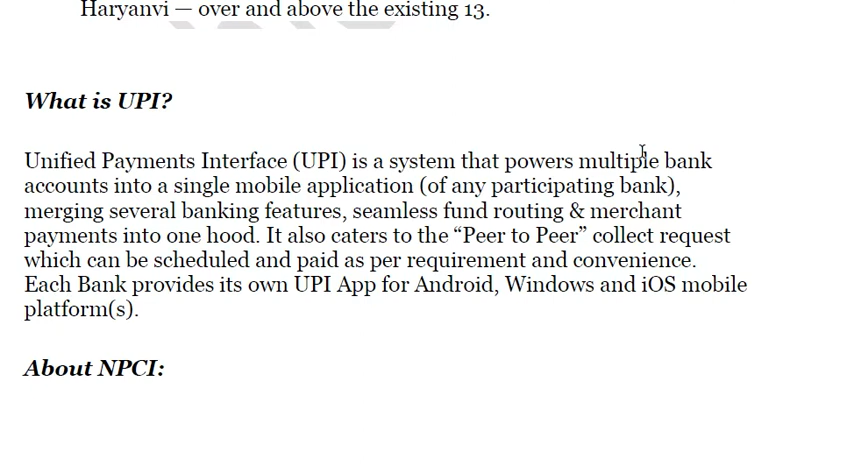 Haryanvi — over and above the existing 13.
What is UPI?
Unified Payments Interface (UPI) is a system that powers multiple bank
accounts into a single mobile application (of any participating bank),
merging several banking features, seamless fund routing & merchant
payments into one hood. It also caters to the “Peer to Peer” collect request
which can be scheduled and paid as per requirement and convenience.
Each Bank provides its own UPI App for Android, Windows and iOS mobile
platform(s).
About NPCI: